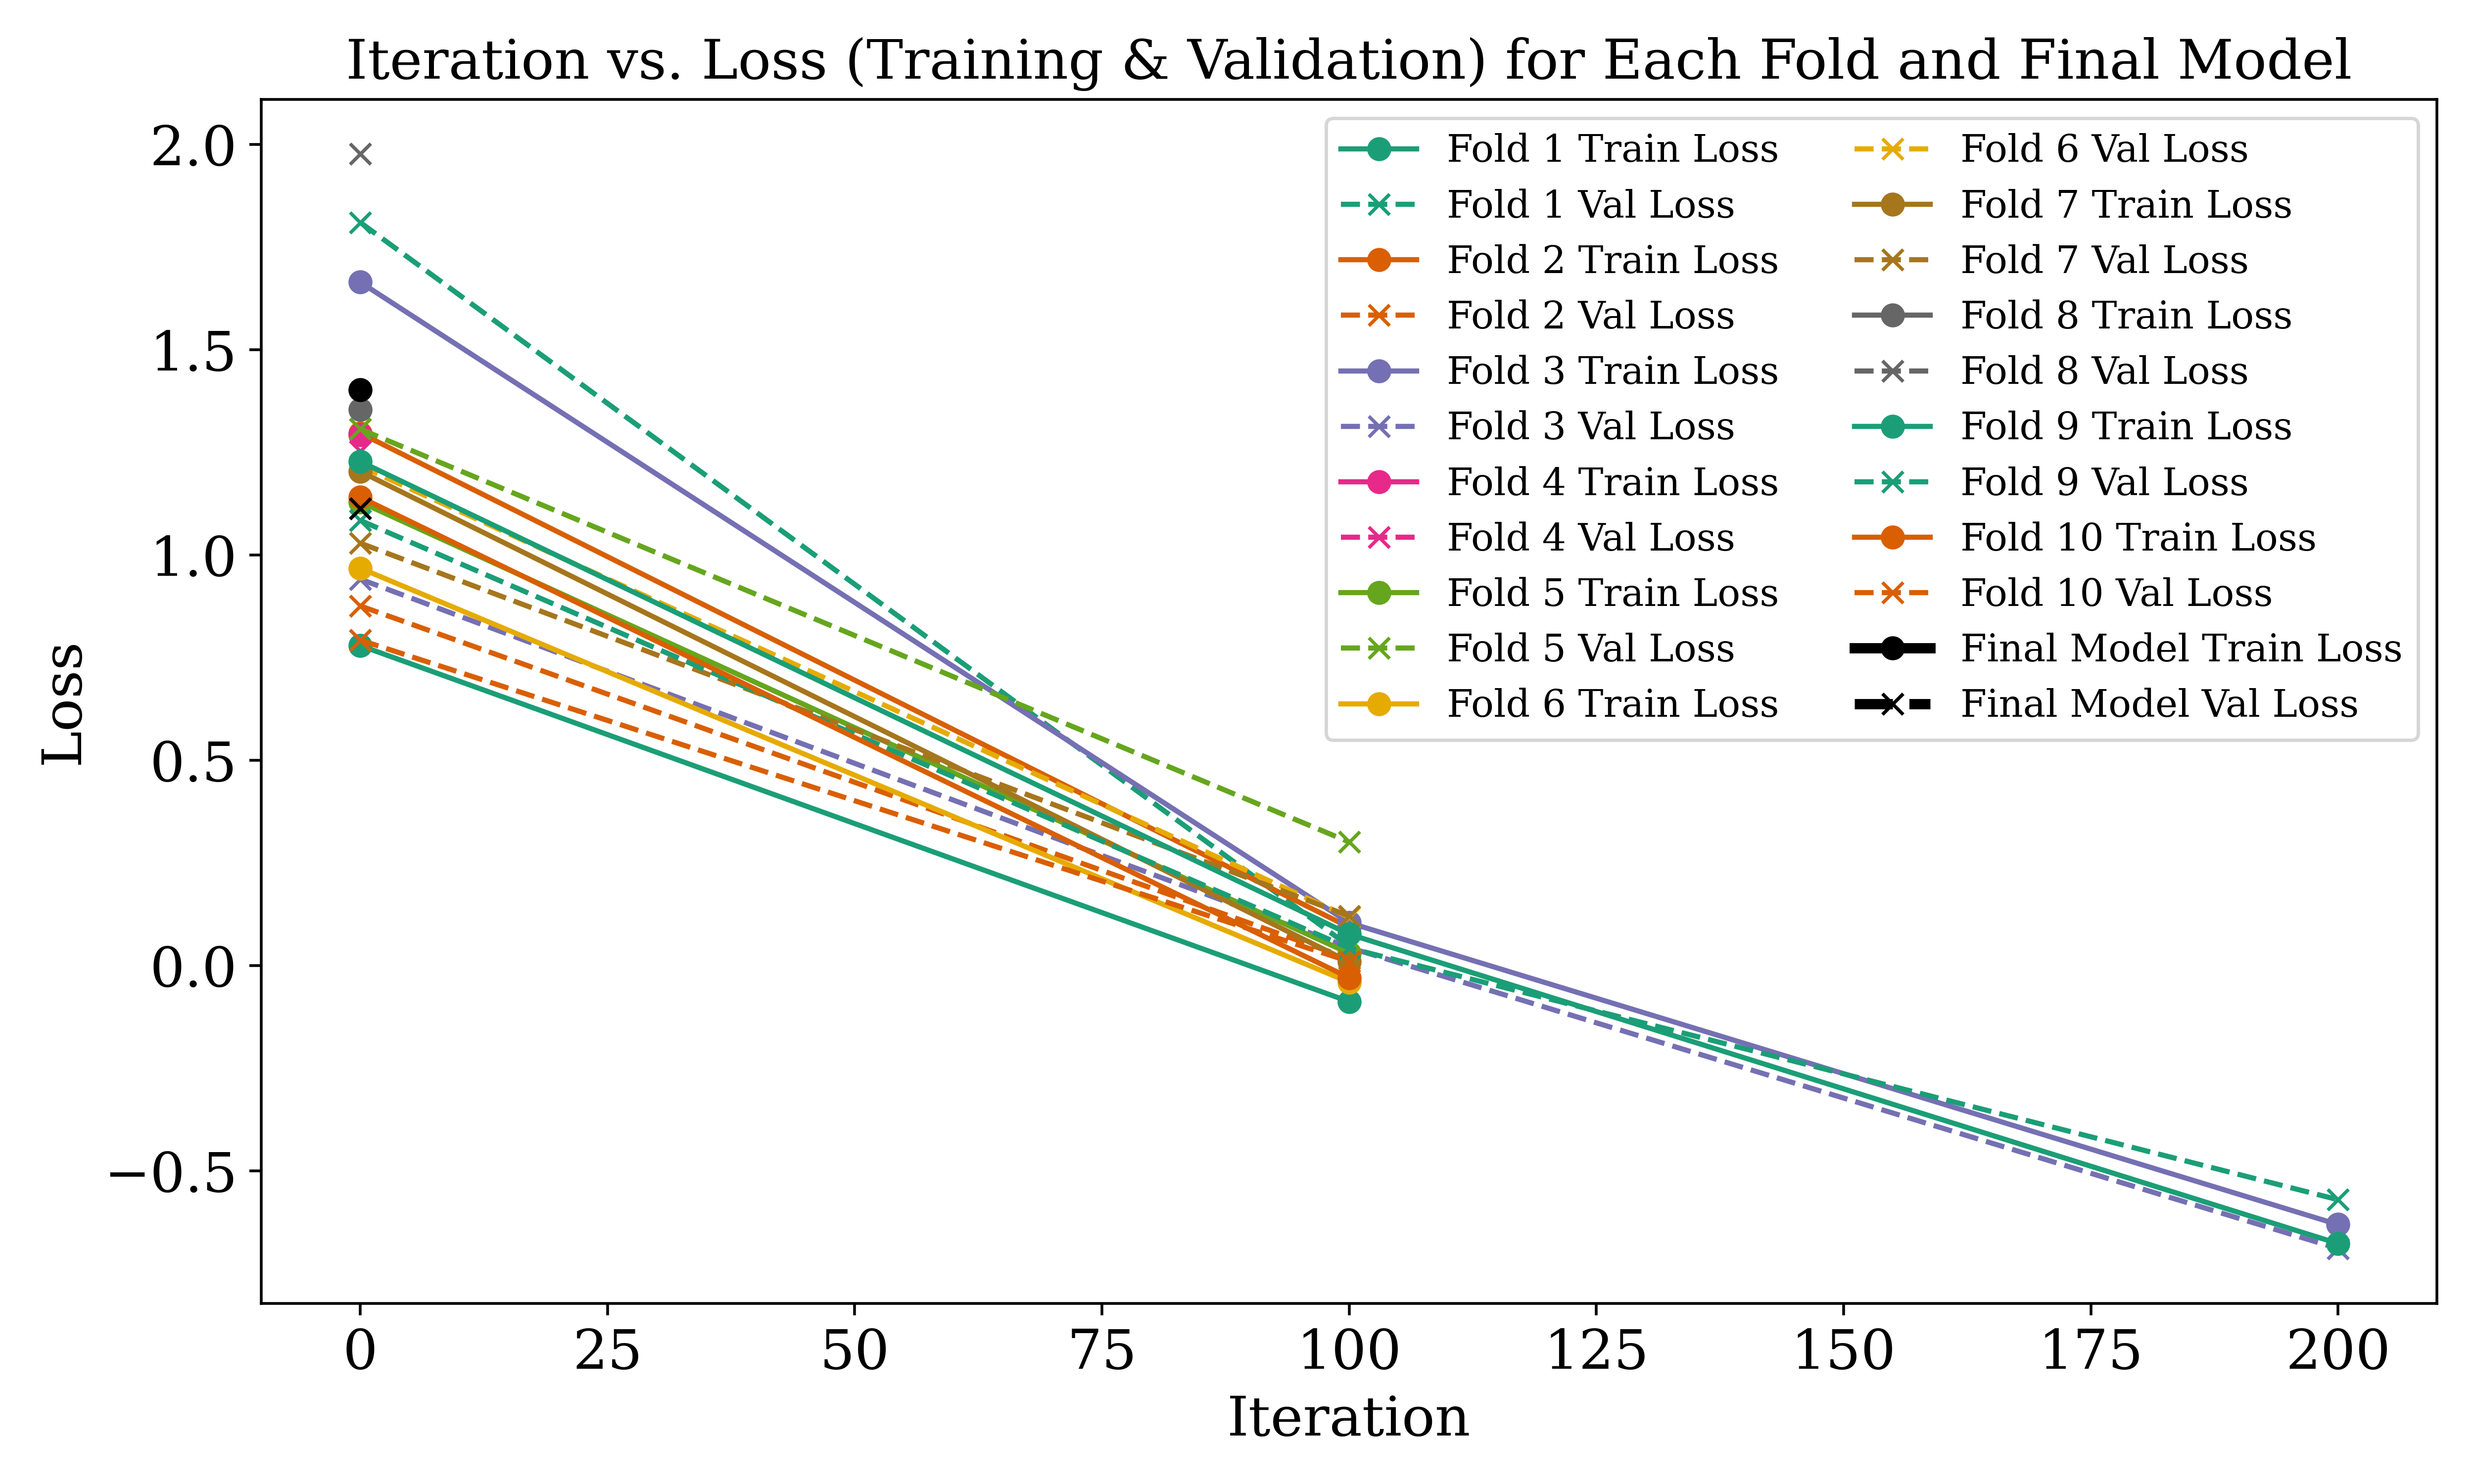 Iteration vs. Loss (Training & Validation) for Each Fold and Final Model
Loss
2.0
1.5
1.0
0.5
0.0
−0.5
Fold 1 Train Loss
Fold 1 Val Loss
Fold 2 Train Loss
Fold 2 Val Loss
Fold 3 Train Loss
Fold 3 Val Loss
Fold 4 Train Loss
Fold 4 Val Loss
Fold 5 Train Loss
Fold 5 Val Loss
Fold 6 Train Loss
Fold 6 Val Loss
Fold 7 Train Loss
Fold 7 Val Loss
Fold 8 Train Loss
Fold 8 Val Loss
Fold 9 Train Loss
Fold 9 Val Loss
Fold 10 Train Loss
Fold 10 Val Loss
Final Model Train Loss
Final Model Val Loss
0 25 50 75 100 125 150 175 200
Iteration